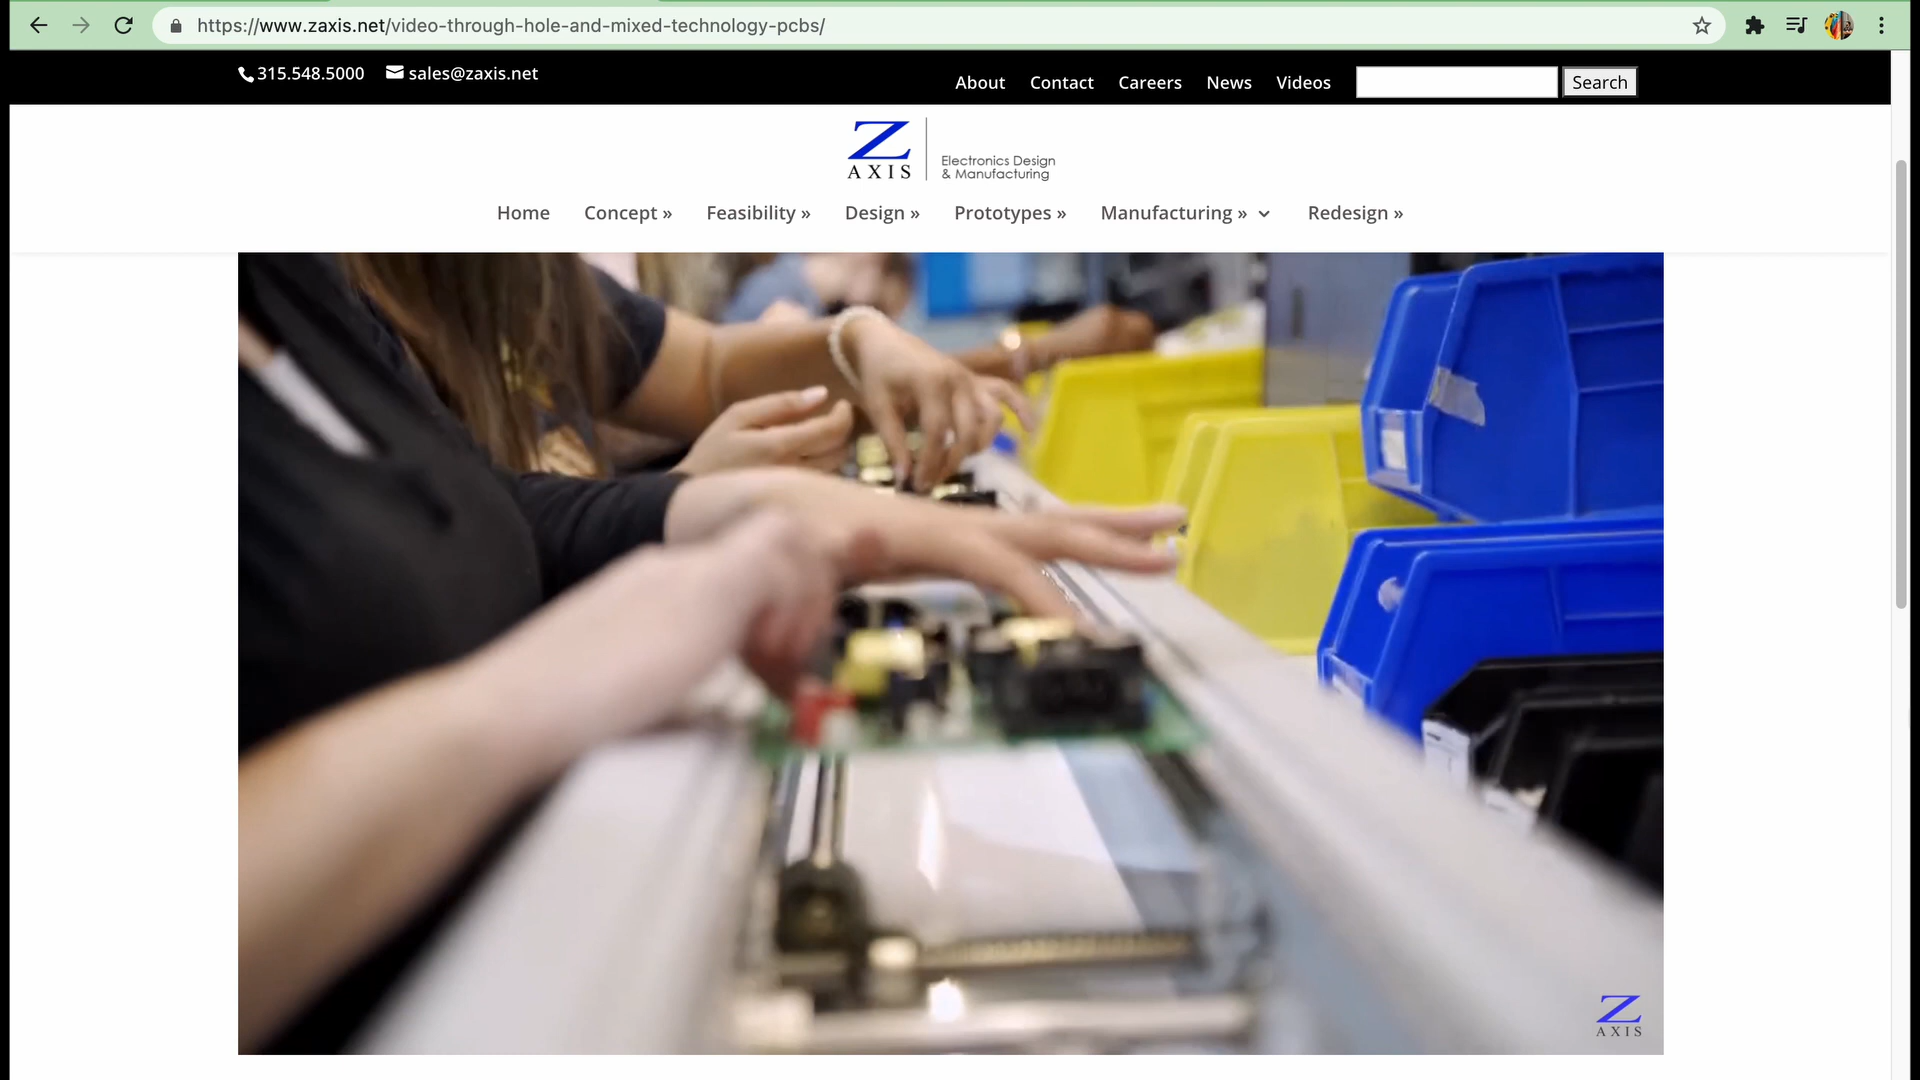 https://www.zaxis.net/video-through-hole-and-mixed-technology-pcbs/
315.548.5000 sales@zaxis.net
About Contact Careers News Videos Search
Z
AXIS
Electronics Design
& Manufacturing
Home Concept » Feasibility » Design » Prototypes » Manufacturing » Redesign »
Z
AXIS